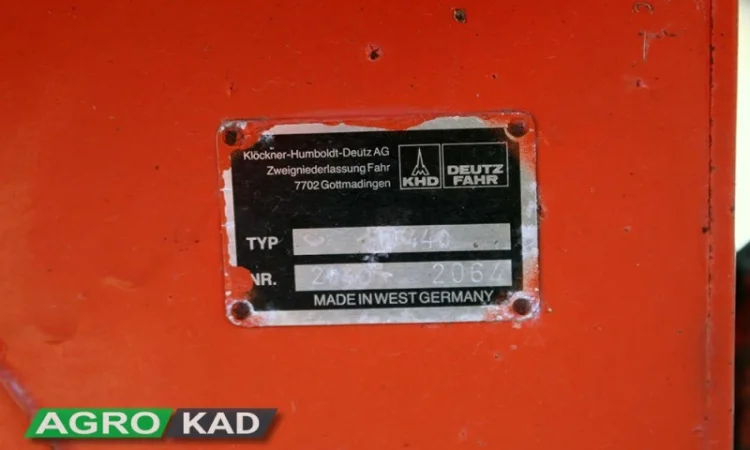 Klöckner-Humboldt-Deutz AG
Zweigniederlassung Fahr
7702 Gottmadingen
KHD
DEUTZ
FAHR
TYP
NR. 2064
MADE IN WEST GERMANY
AGRO KAD